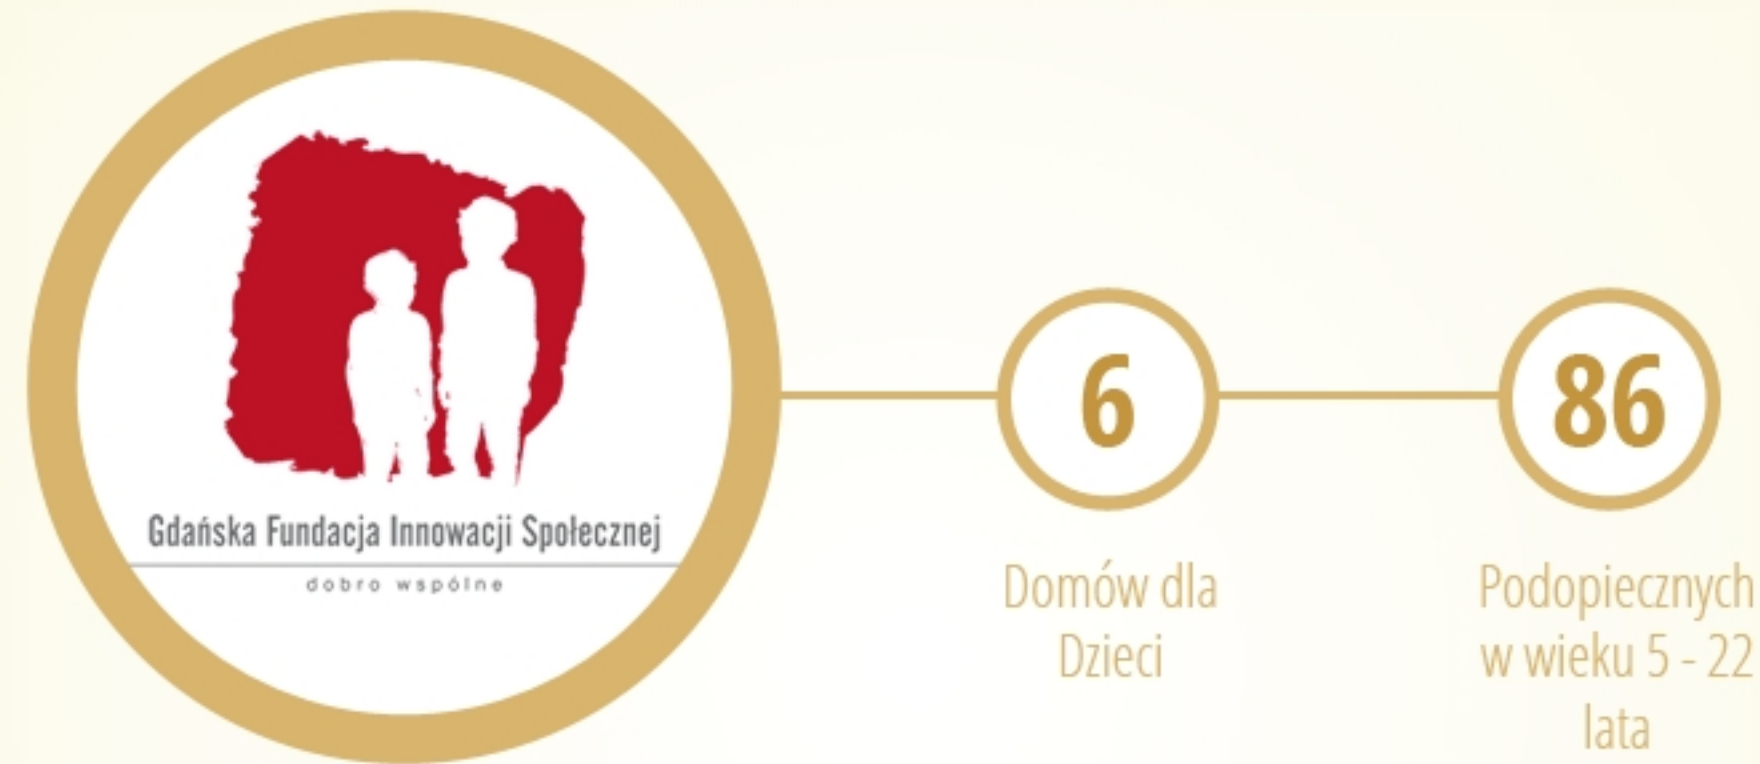 Gdańska Fundacja Innowacji Społecznej
dobro wspólne
6
Domów dla
Dzieci
86
Podopiecznych
w wieku 5 - 22
lata